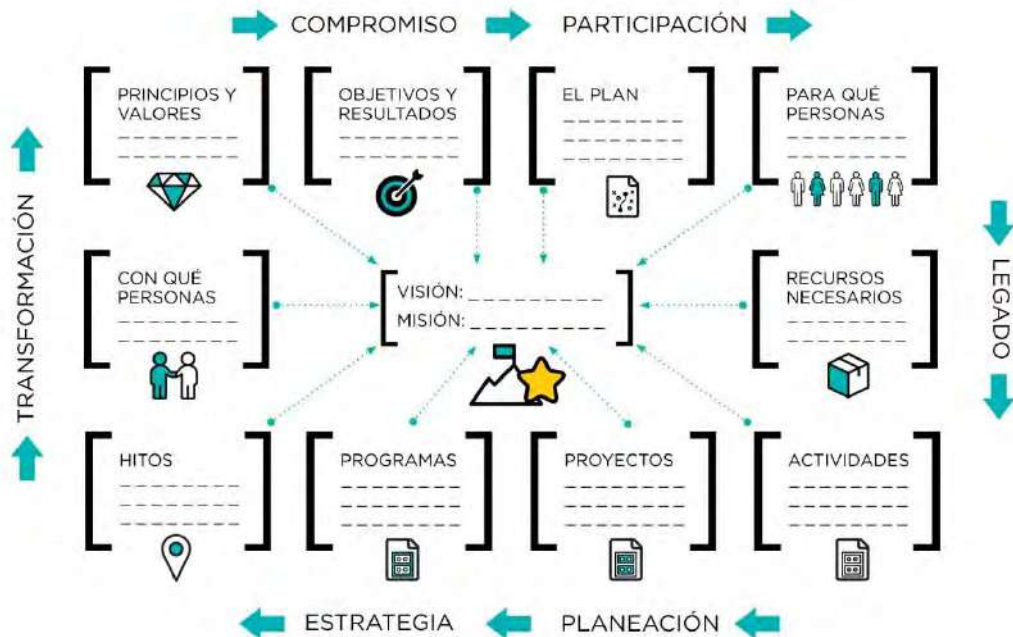 COMPROMISO
PARTICIPACIÓN
PRINCIPIOS Y
VALORES
OBJETIVOS Y
RESULTADOS
EL PLAN
PARA QUÉ
PERSONAS
TRANSFORMACIÓN
CON QUÉ
PERSONAS
VISIÓN:
MISIÓN:
RECURSOS
NECESARIOS
LEGADO
HITOS
PROGRAMAS
PROYECTOS
ACTIVIDADES
ESTRATEGIA
PLANEACIÓN